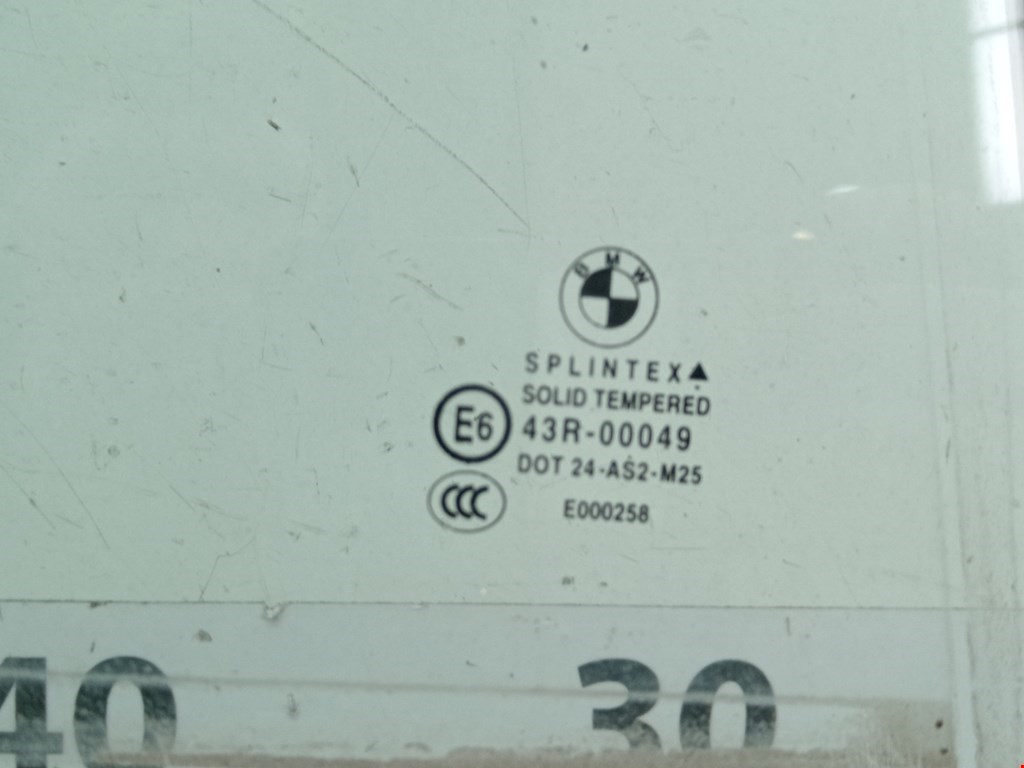 BMW
SPLINTEX▲
SOLID TEMPERED
E6 43R-00049
DOT 24-AS2-M25
CCC E000258
40 30